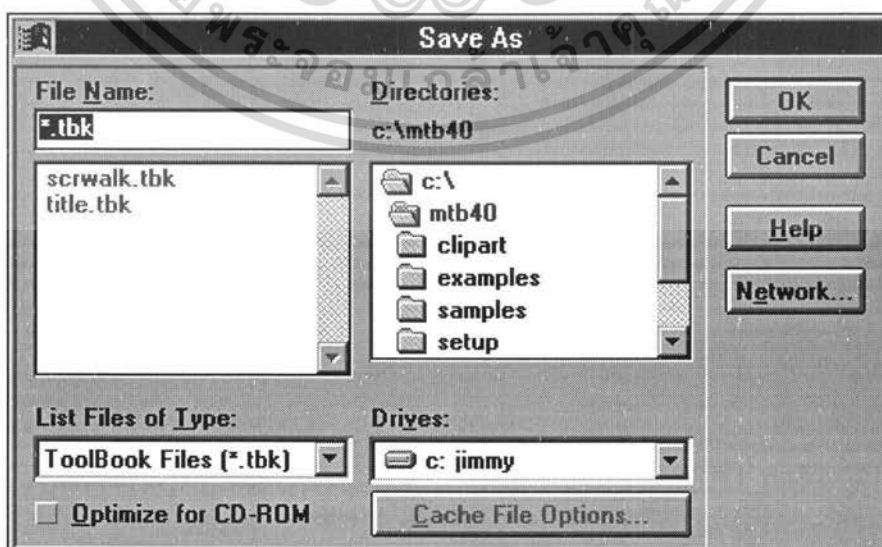 Save As
File Name:
*.tbk
scrwalk.tbk
title.tbk
Directories:
c:\mtb40
c:\
mtb40
clipart
examples
samples
setup
OK
Cancel
Help
Network...
List Files of Type:
ToolBook Files (*.tbk)
Drives:
c: jimmy
Optimize for CD-ROM
Cache File Options...